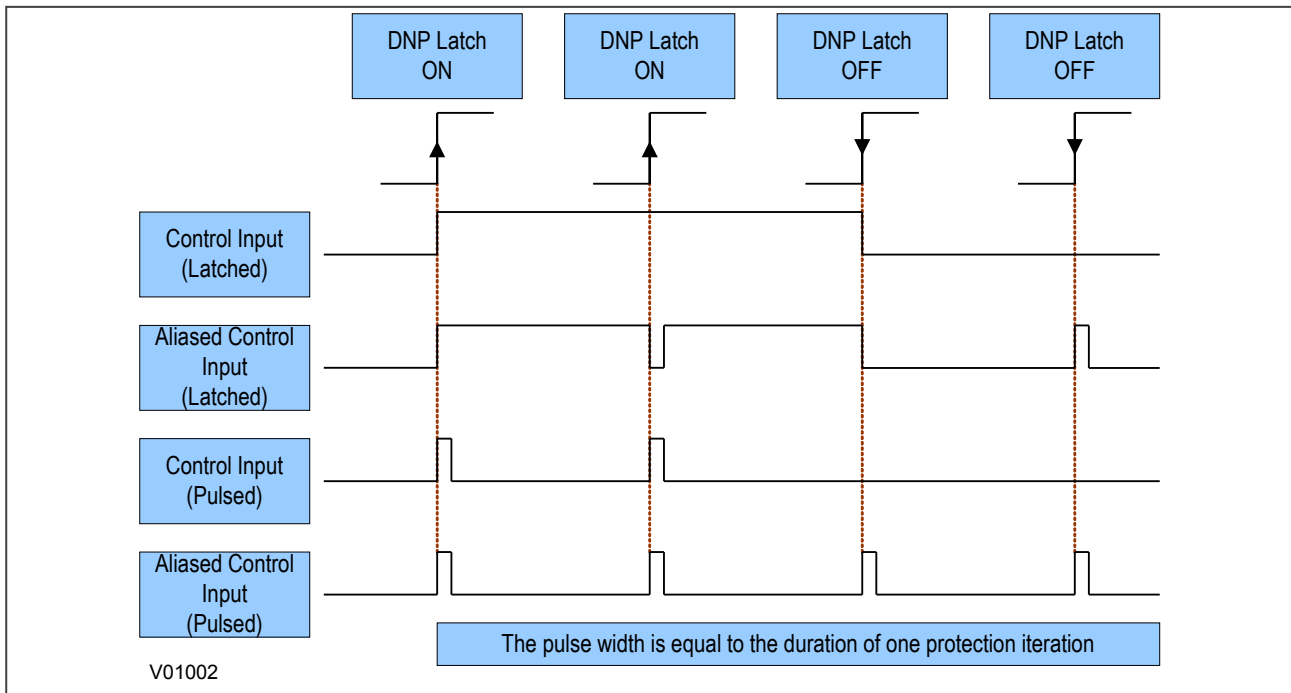 DNP Latch
ON
DNP Latch
ON
DNP Latch
OFF
DNP Latch
OFF
Control Input
(Latched)
Aliased Control
Input
(Latched)
Control Input
(Pulsed)
Aliased Control
Input
(Pulsed)
The pulse width is equal to the duration of one protection iteration
V01002